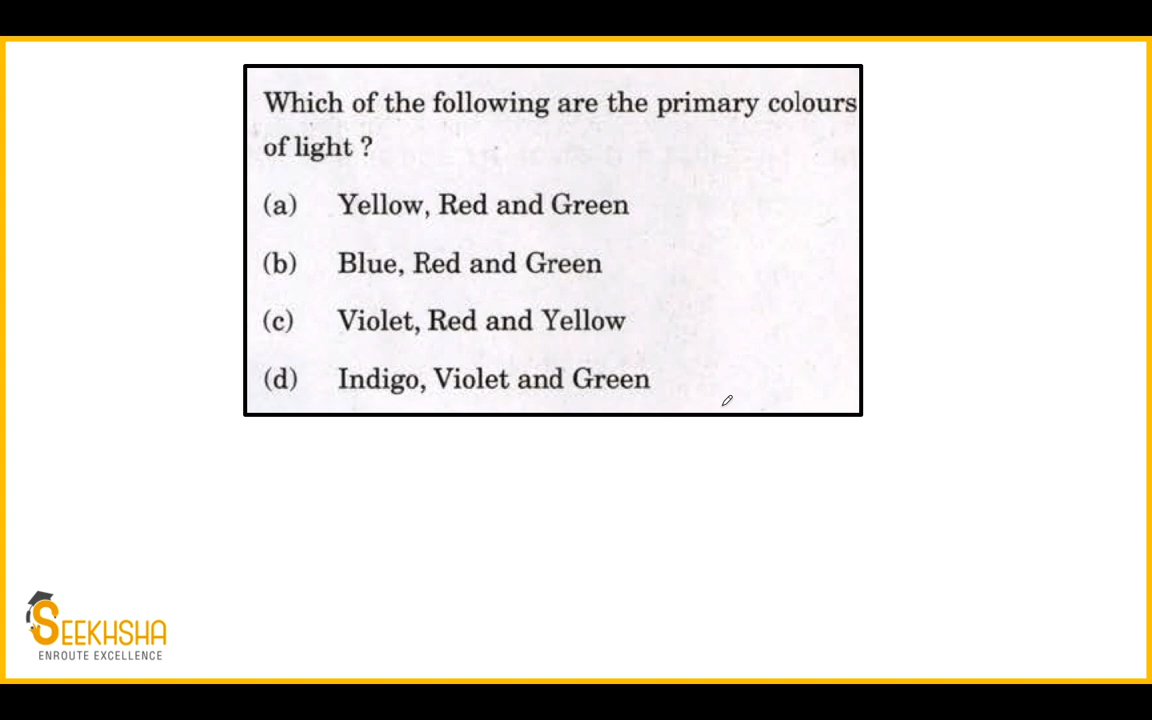 Which of the following are the primary colours
of light ?
(a) Yellow, Red and Green
(b) Blue, Red and Green
(c) Violet, Red and Yellow
(d) Indigo, Violet and Green
SEEKHSHA
ENROUTE EXCELLENCE